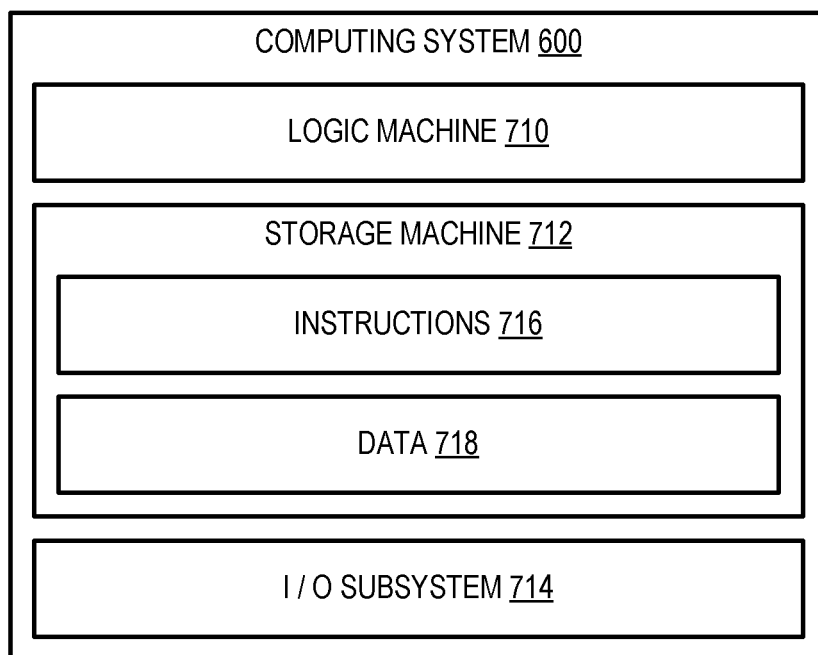 COMPUTING SYSTEM 600
LOGIC MACHINE 710
STORAGE MACHINE 712
INSTRUCTIONS 716
DATA 718
I / O SUBSYSTEM 714